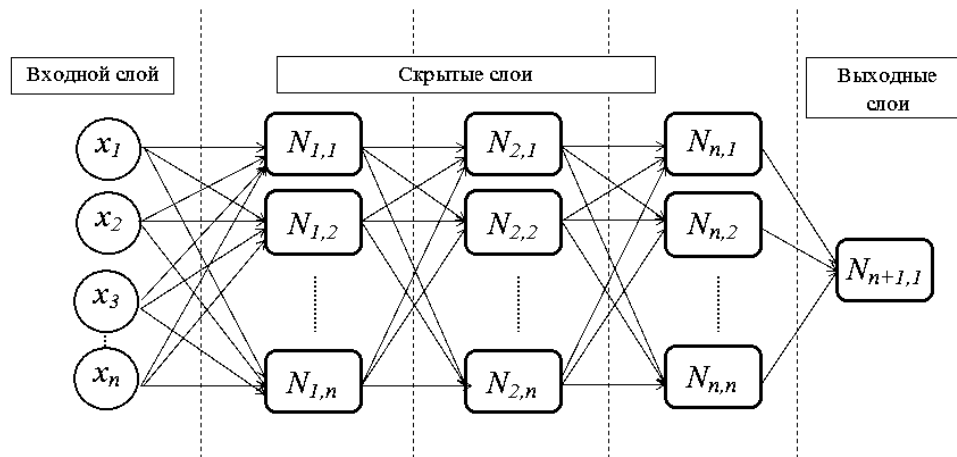 Входной слой
Скрытые слои
Выходные
слои
x1
N1,1
N2,1
Nn,1
x2
N1,2
N2,2
Nn,2
Nn+1,1
x3
xn
N1,n
N2,n
Nn,n